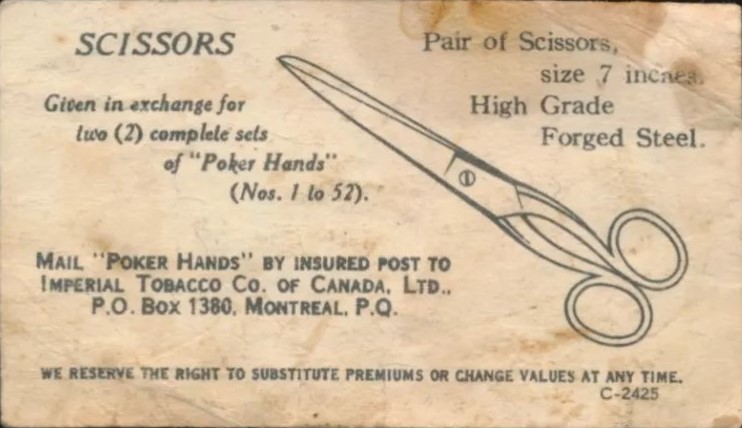 SCISSORS
Given in exchange for
two (2) complete sets
of "Poker Hands"
(Nos. 1 to 52).
Pair of Scissors,
size 7 inches.
High Grade
Forged Steel.
MAIL "POKER HANDS" BY INSURED POST TO
IMPERIAL TOBACCO CO. OF CANADA, LTD.,
P.O. BOX 1380, MONTREAL, P.Q.
WE RESERVE THE RIGHT TO SUBSTITUTE PREMIUMS OR CHANGE VALUES AT ANY TIME.
C-2425